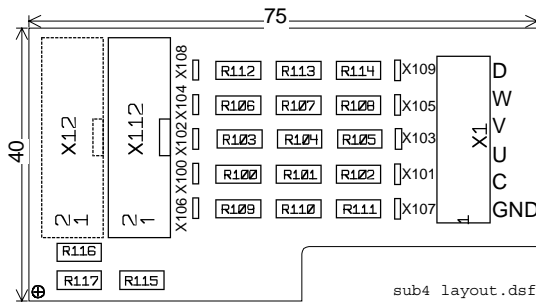 75
40
X108 R112 R113 R114 X109 D
X104 R106 R107 R108 X105 W
X12 X112 X102 R103 R104 R105 X103 X1 V
X100 R100 R101 R102 X101 U
C
X106 R109 R110 R111 X107 GND
2 1 2 1 1
R116
R117 R115
sub4 layout.dsf